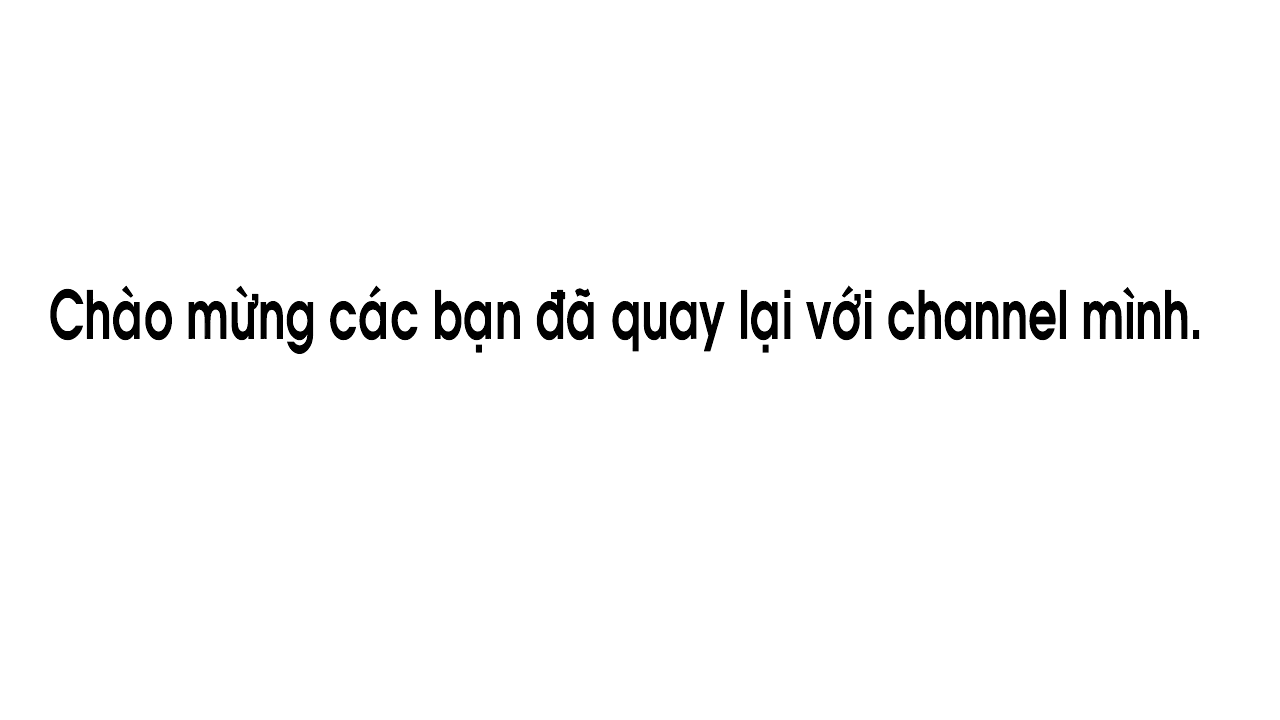 Chào mừng các bạn đã quay lại với channel mình.